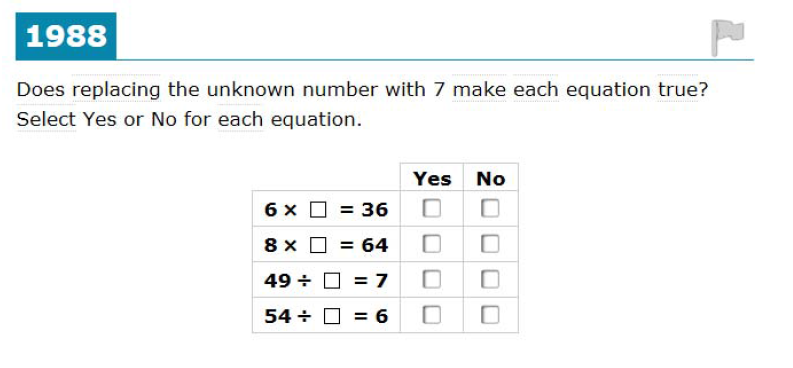 1988
Does replacing the unknown number with 7 make each equation true?
Select Yes or No for each equation.
Yes No
6 × □ = 36
8 × □ = 64
49 ÷ □ = 7
54 ÷ □ = 6